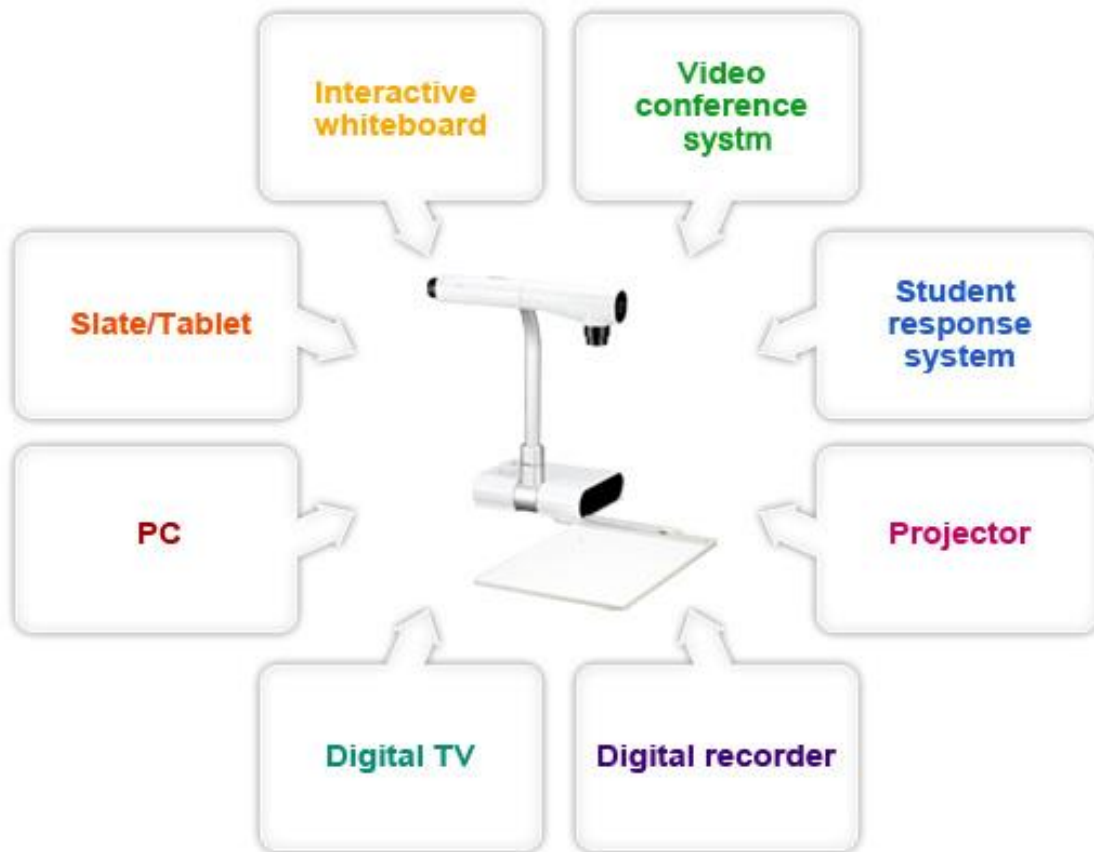 Interactive
whiteboard
Video
conference
systm
Slate/Tablet
Student
response
system
PC
Projector
Digital TV
Digital recorder